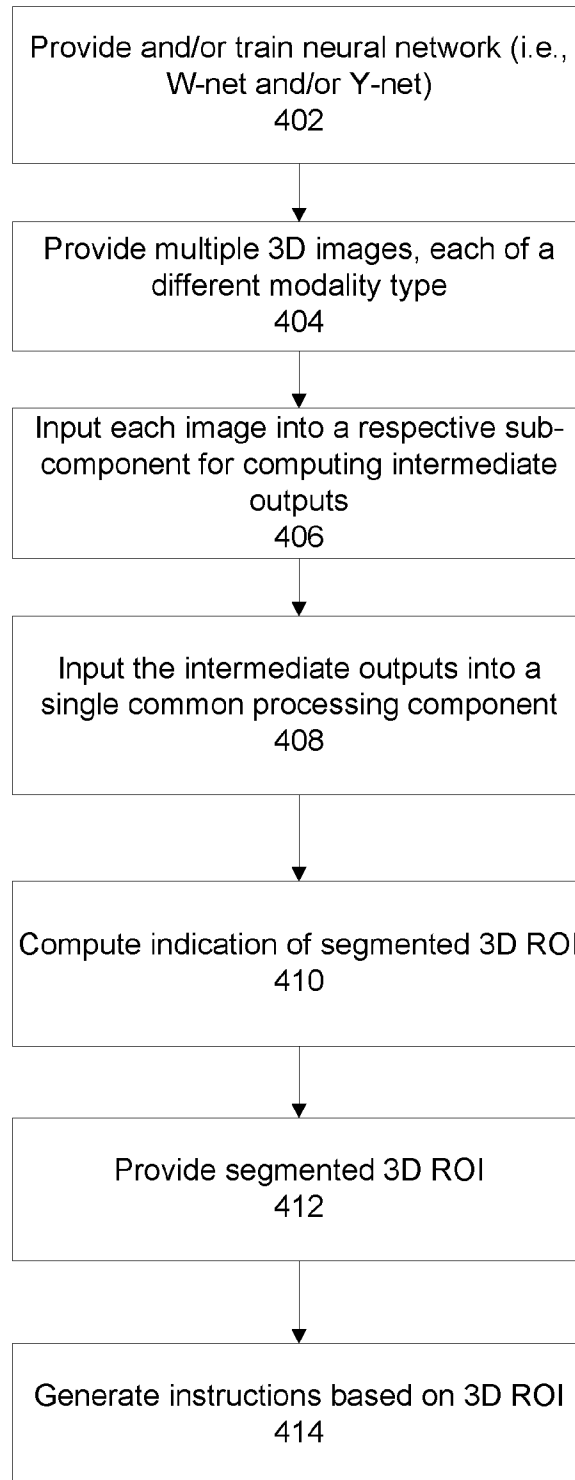 Provide and/or train neural network (i.e.,
W-net and/or Y-net)
402
Provide multiple 3D images, each of a
different modality type
404
Input each image into a respective sub-
component for computing intermediate
outputs
406
Input the intermediate outputs into a
single common processing component
408
Compute indication of segmented 3D ROI
410
Provide segmented 3D ROI
412
Generate instructions based on 3D ROI
414